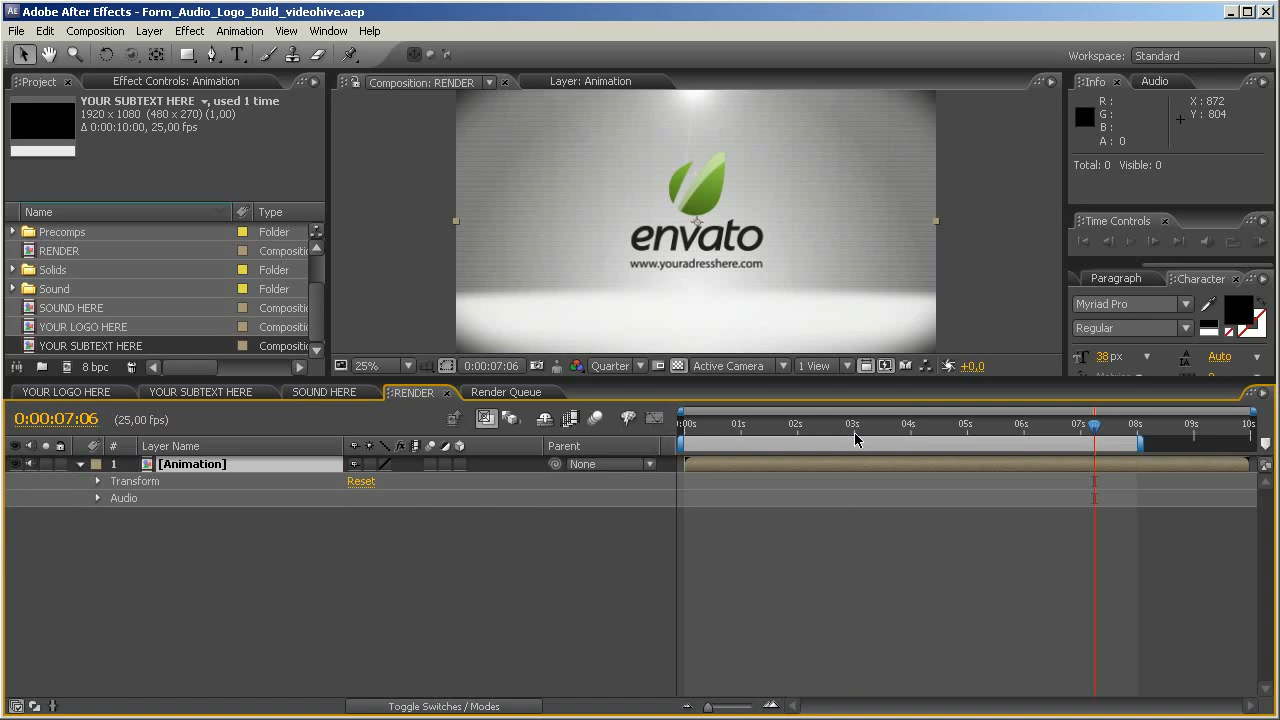 Adobe After Effects - Form_Audio_Logo_Build_videohive.aep
File Edit Composition Layer Effect Animation View Window Help
Workspace: Standard
Project Effect Controls: Animation
Composition: RENDER
Layer: Animation
Info Audio
YOUR SUBTEXT HERE , used 1 time
1920 x 1080 (480 x 270) (1,00)
Δ 0:00:10:00, 25,00 fps
R :
G :
B :
A : 0
X : 872
Y : 804
Total: 0 Visible: 0
Name Type
Precomps Folder
RENDER Compositi
Solids Folder
Sound Folder
SOUND HERE Compositi
YOUR LOGO HERE Compositi
YOUR SUBTEXT HERE Compositi
8 bpc
envato
www.youradresshere.com
25% 0:00:07:06 Quarter Active Camera 1 View +0,0
Time Controls
Paragraph Character
Myriad Pro
Regular
38 px Auto
YOUR LOGO HERE YOUR SUBTEXT HERE SOUND HERE RENDER Render Queue
0:00:07:06 (25,00 fps)
:00s 01s 02s 03s 04s 05s 06s 07s 08s 09s 10s
# Layer Name Parent
1 [Animation] None
Transform Reset
Audio
Toggle Switches / Modes